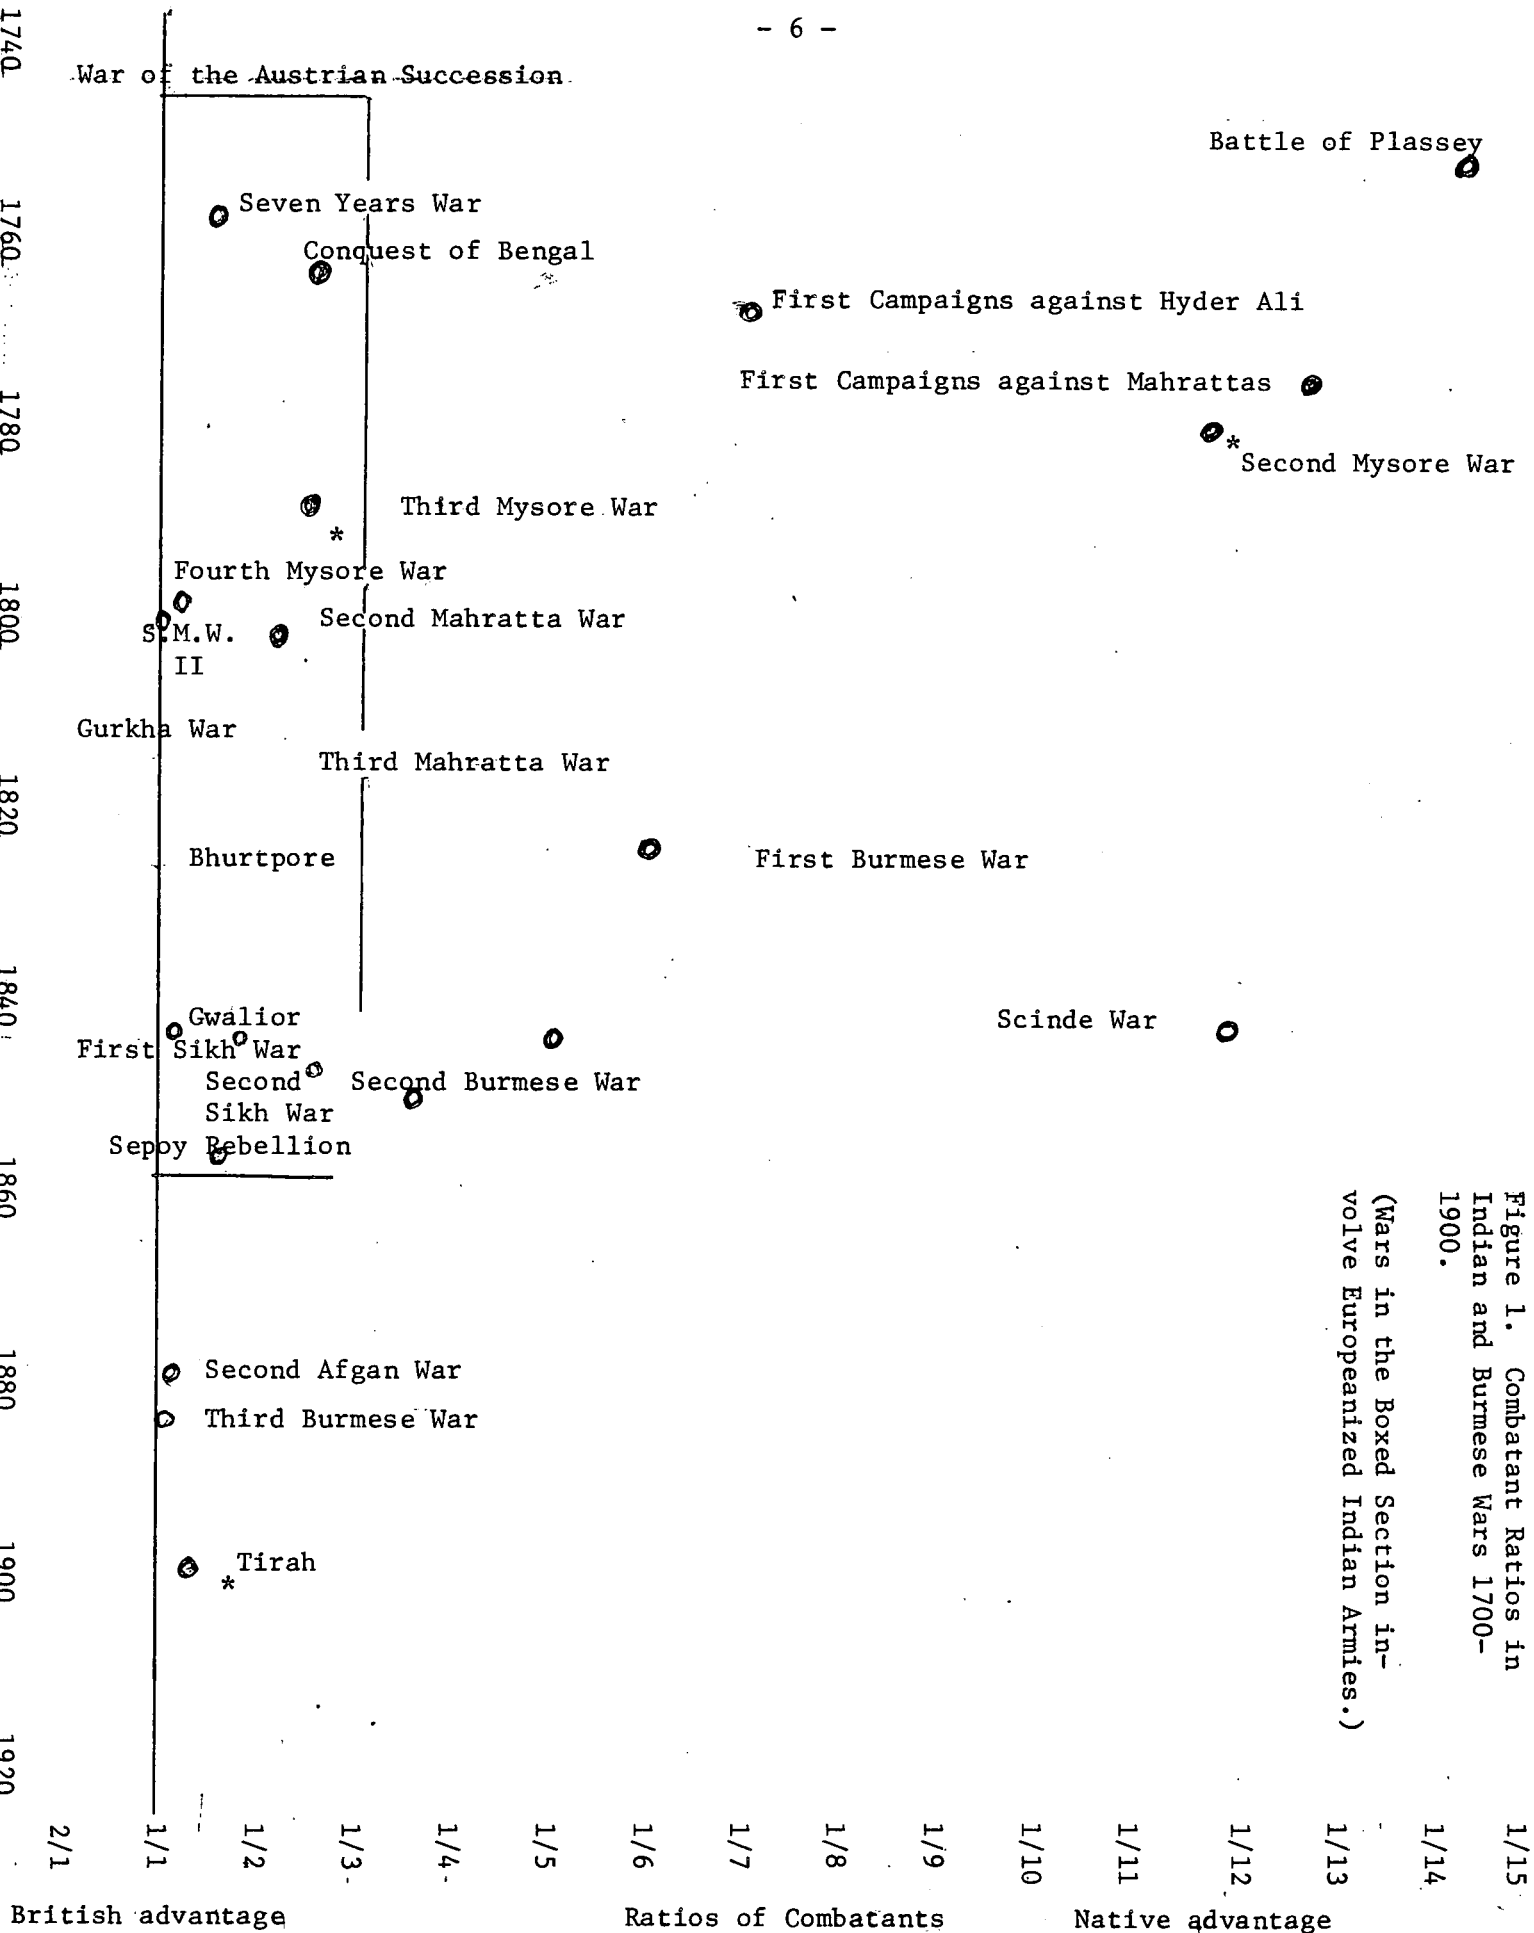 - 6 -
1740
War of the Austrian Succession
Battle of Plassey
Seven Years War
1760
Conquest of Bengal
First Campaigns against Hyder Ali
First Campaigns against Mahrattas
1780
*
Second Mysore War
Third Mysore War
*
Fourth Mysore War
1800
Second Mahratta War
S.M.W.
II
Gurkha War
Third Mahratta War
1820
Bhurtpore
First Burmese War
1840
Gwalior
Scinde War
First Sikh War
Second
Sikh War
Second Burmese War
Sepoy Rebellion
1860
Second Afgan War
1880
Third Burmese War
1900
Tirah
*
1920
Figure 1. Combatant Ratios in
Indian and Burmese Wars 1700-
1900.
(Wars in the Boxed Section in-
volve Europeanized Indian Armies.)
2/1
1/1
1/2
1/3
1/4
1/5
1/6
1/7
1/8
1/9
1/10
1/11
1/12
1/13
1/14
1/15
British advantage
Ratios of Combatants
Native advantage